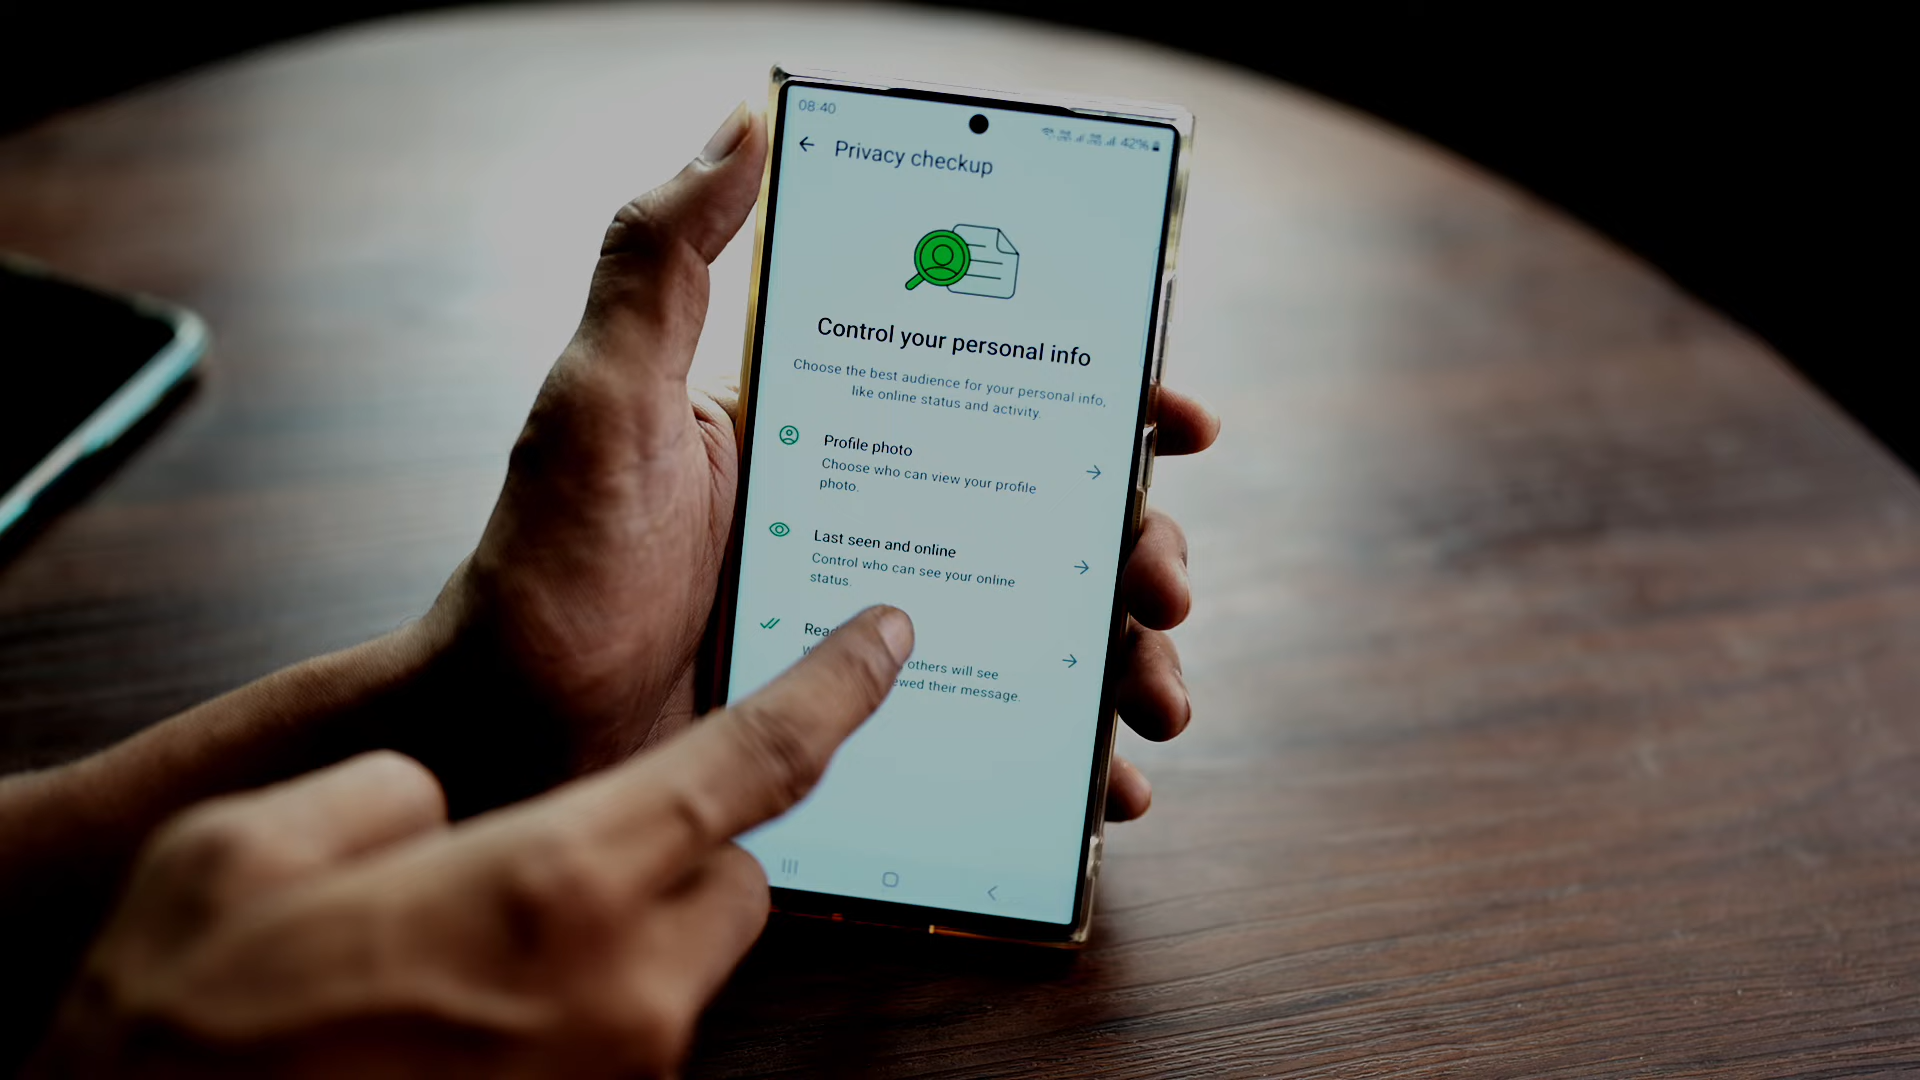 08:40
42%
Privacy checkup
Control your personal info
Choose the best audience for your personal info,
like online status and activity.
Profile photo
Choose who can view your profile
photo.
Last seen and online
Control who can see your online
status.
others will see
their message.